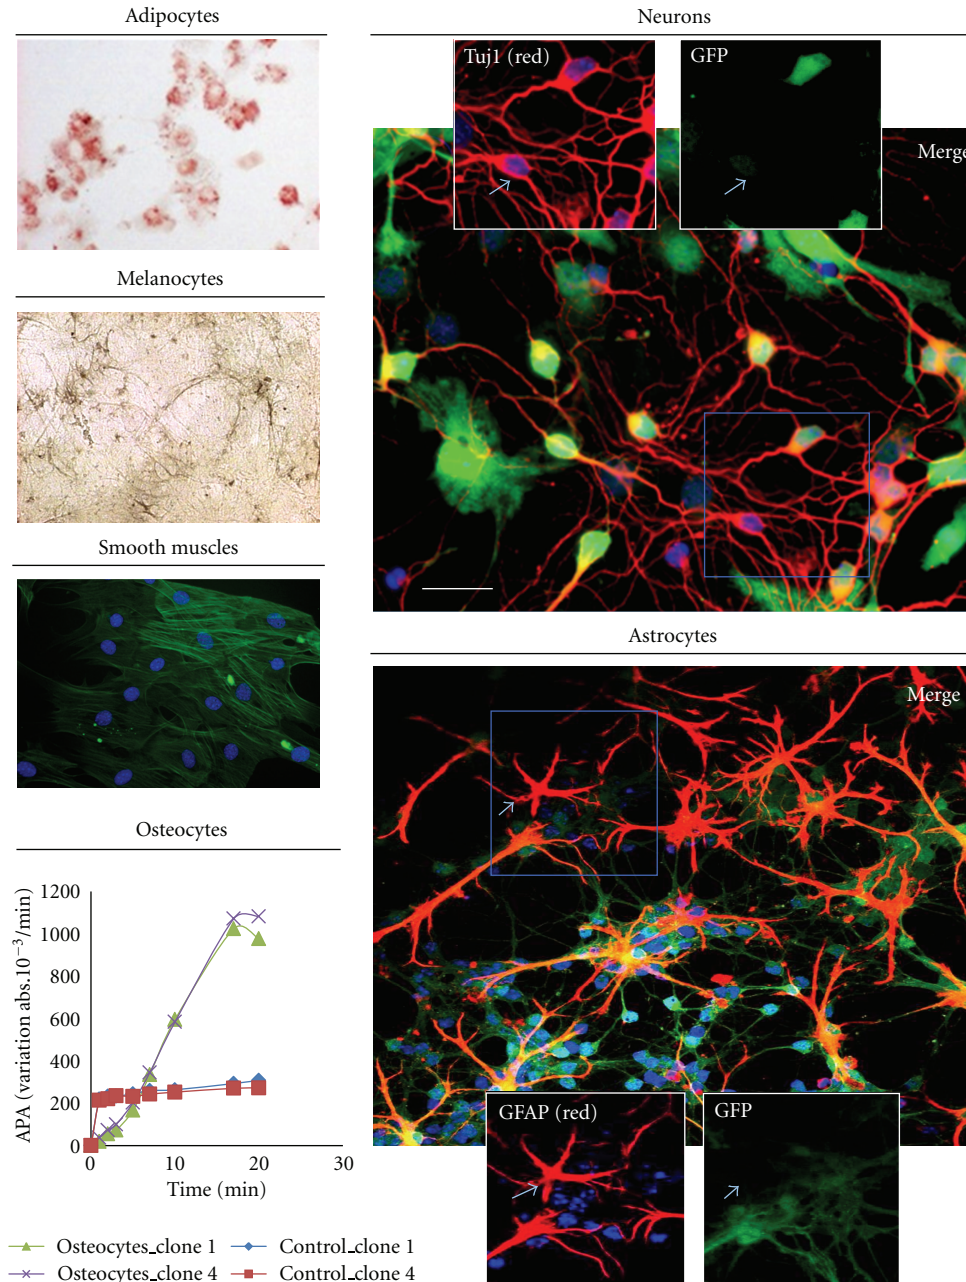 Adipocytes
Neurons
Tuj1 (red)
GFP
Merge
Melanocytes
Smooth muscles
Astrocytes
Merge
Osteocytes
APA (variation abs.10⁻³/min)
1200
1000
800
600
400
200
0
0 10 20 30
Time (min)
GFAP (red)
GFP
Osteocytes_clone 1
Control_clone 1
Osteocytes_clone 4
Control_clone 4